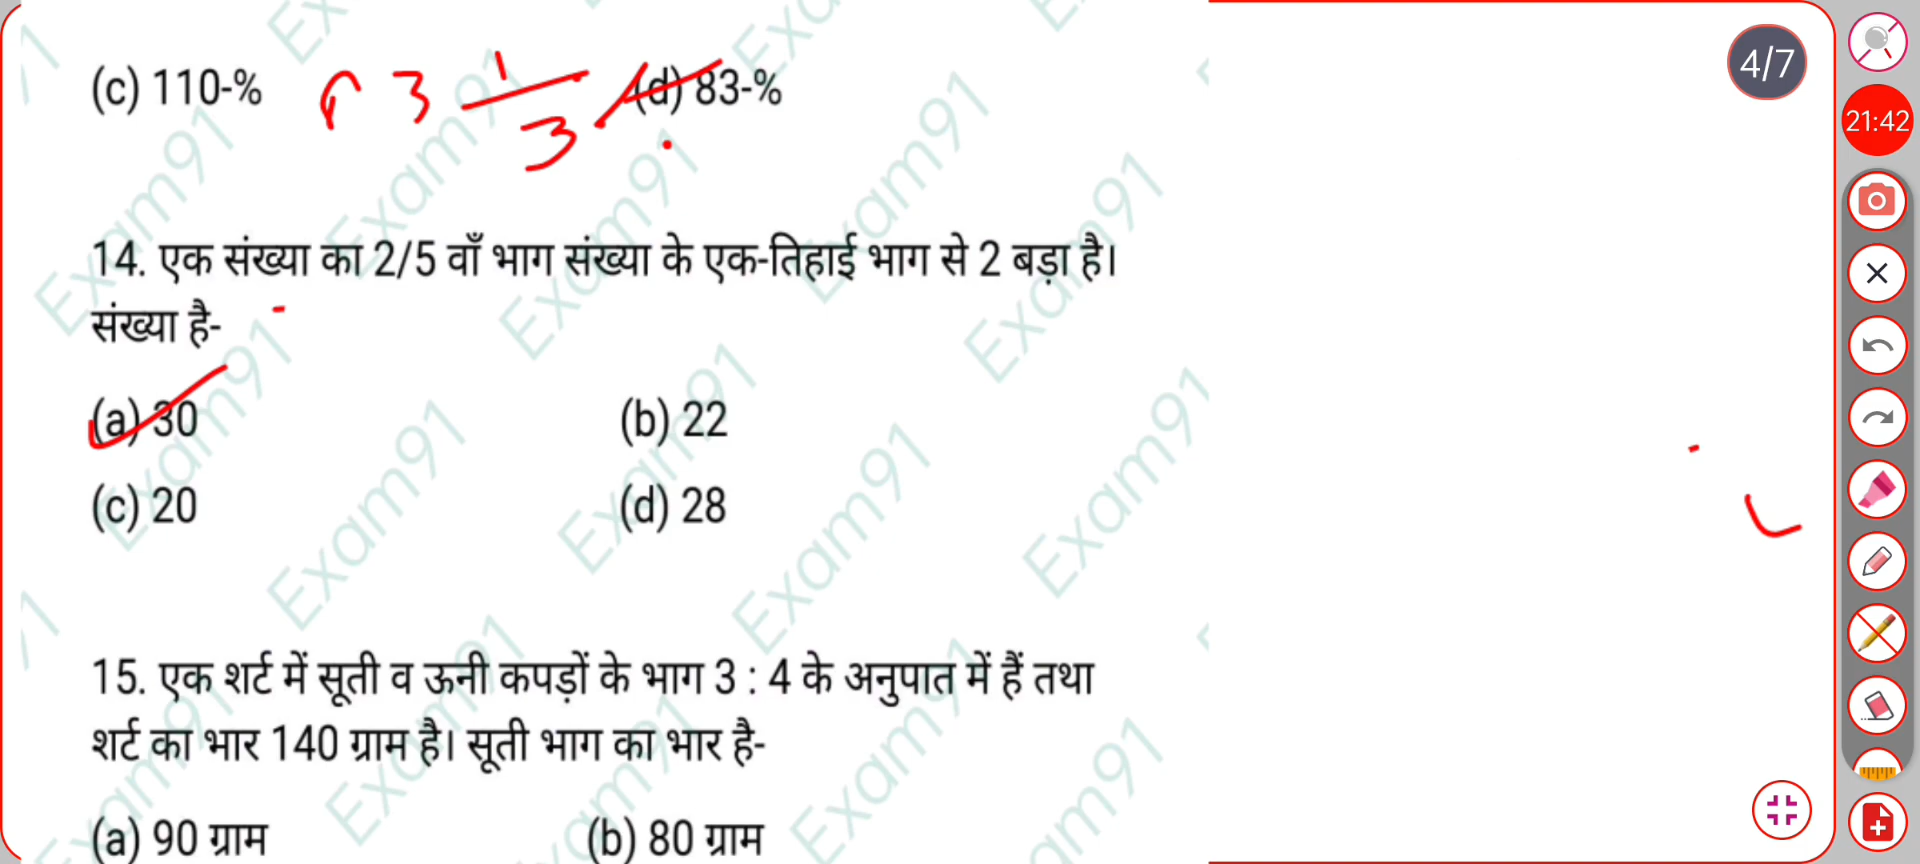 4/7
21:42
(c) 110-%
3 1/3
(d) 83-%
14. एक संख्या का 2/5 वाँ भाग संख्या के एक-तिहाई भाग से 2 बड़ा है।
संख्या है-
(a) 30
(b) 22
(c) 20
(d) 28
15. एक शर्ट में सूती व ऊनी कपड़ों के भाग 3 : 4 के अनुपात में हैं तथा
शर्ट का भार 140 ग्राम है। सूती भाग का भार है-
(a) 90 ग्राम
(b) 80 ग्राम
Exam91